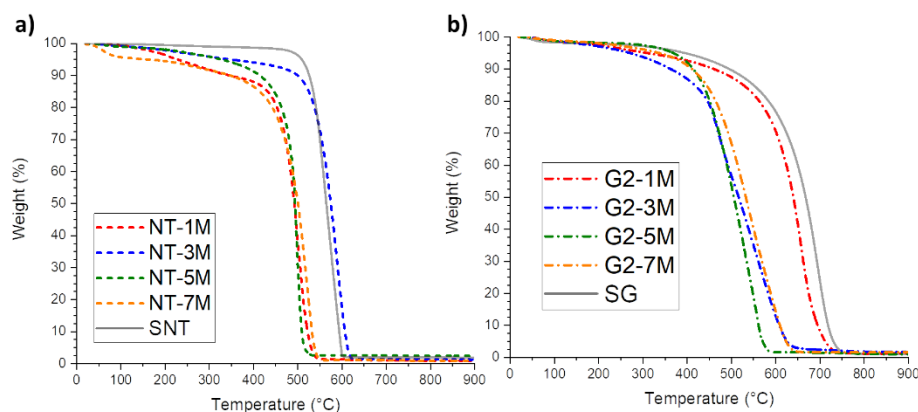 a)
100
90
80
70
60
50
40
30
20
10
0
Weight (%)
NT-1M
NT-3M
NT-5M
NT-7M
SNT
0 100 200 300 400 500 600 700 800 900
Temperature (°C)
b)
100
90
80
70
60
50
40
30
20
10
0
Weight (%)
G2-1M
G2-3M
G2-5M
G2-7M
SG
0 100 200 300 400 500 600 700 800 900
Temperature (°C)